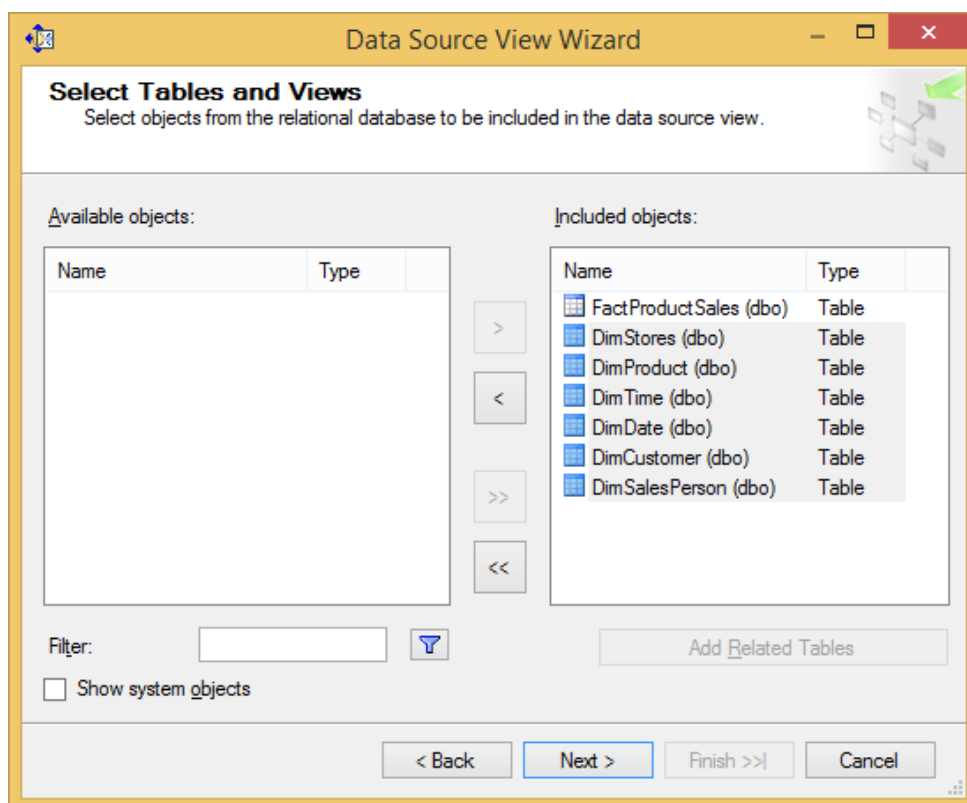 Data Source View Wizard
Select Tables and Views
Select objects from the relational database to be included in the data source view.
Available objects:
Name Type
Included objects:
Name Type
FactProductSales (dbo) Table
DimStores (dbo) Table
DimProduct (dbo) Table
DimTime (dbo) Table
DimDate (dbo) Table
DimCustomer (dbo) Table
DimSalesPerson (dbo) Table
>
<
>>
<<
Filter:
Add Related Tables
Show system objects
< Back Next > Finish >>| Cancel